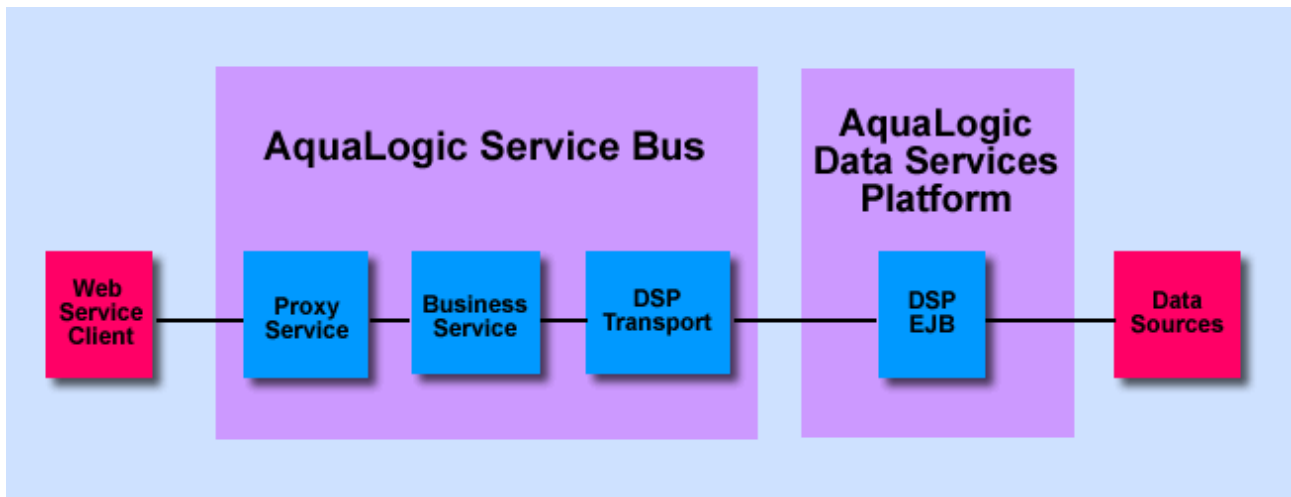 AquaLogic Service Bus
AquaLogic
Data Services
Platform
Web
Service
Client
Proxy
Service
Business
Service
DSP
Transport
DSP
EJB
Data
Sources